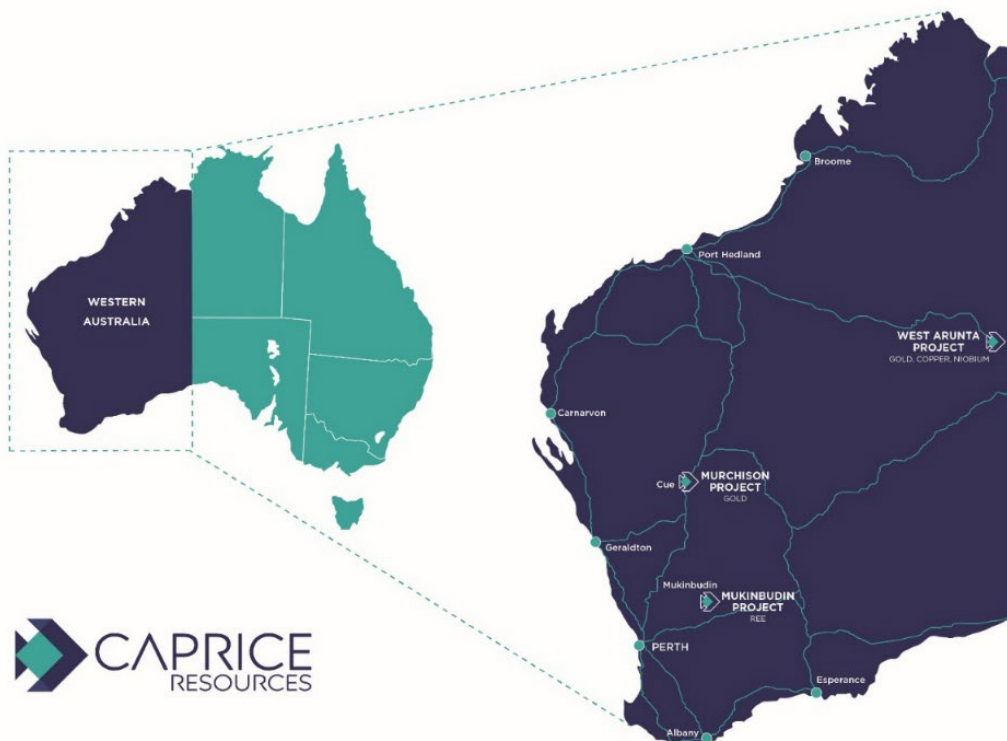 WESTERN
AUSTRALIA
Broome
Port Hedland
WEST ARUNTA
PROJECT
GOLD, COPPER, NIOBIUM
Carnarvon
Cue
MURCHISON
PROJECT
GOLD
Geraldton
Mukinbudin
MUKINBUDIN
PROJECT
REE
PERTH
Esperance
Albany
CAPRICE
RESOURCES